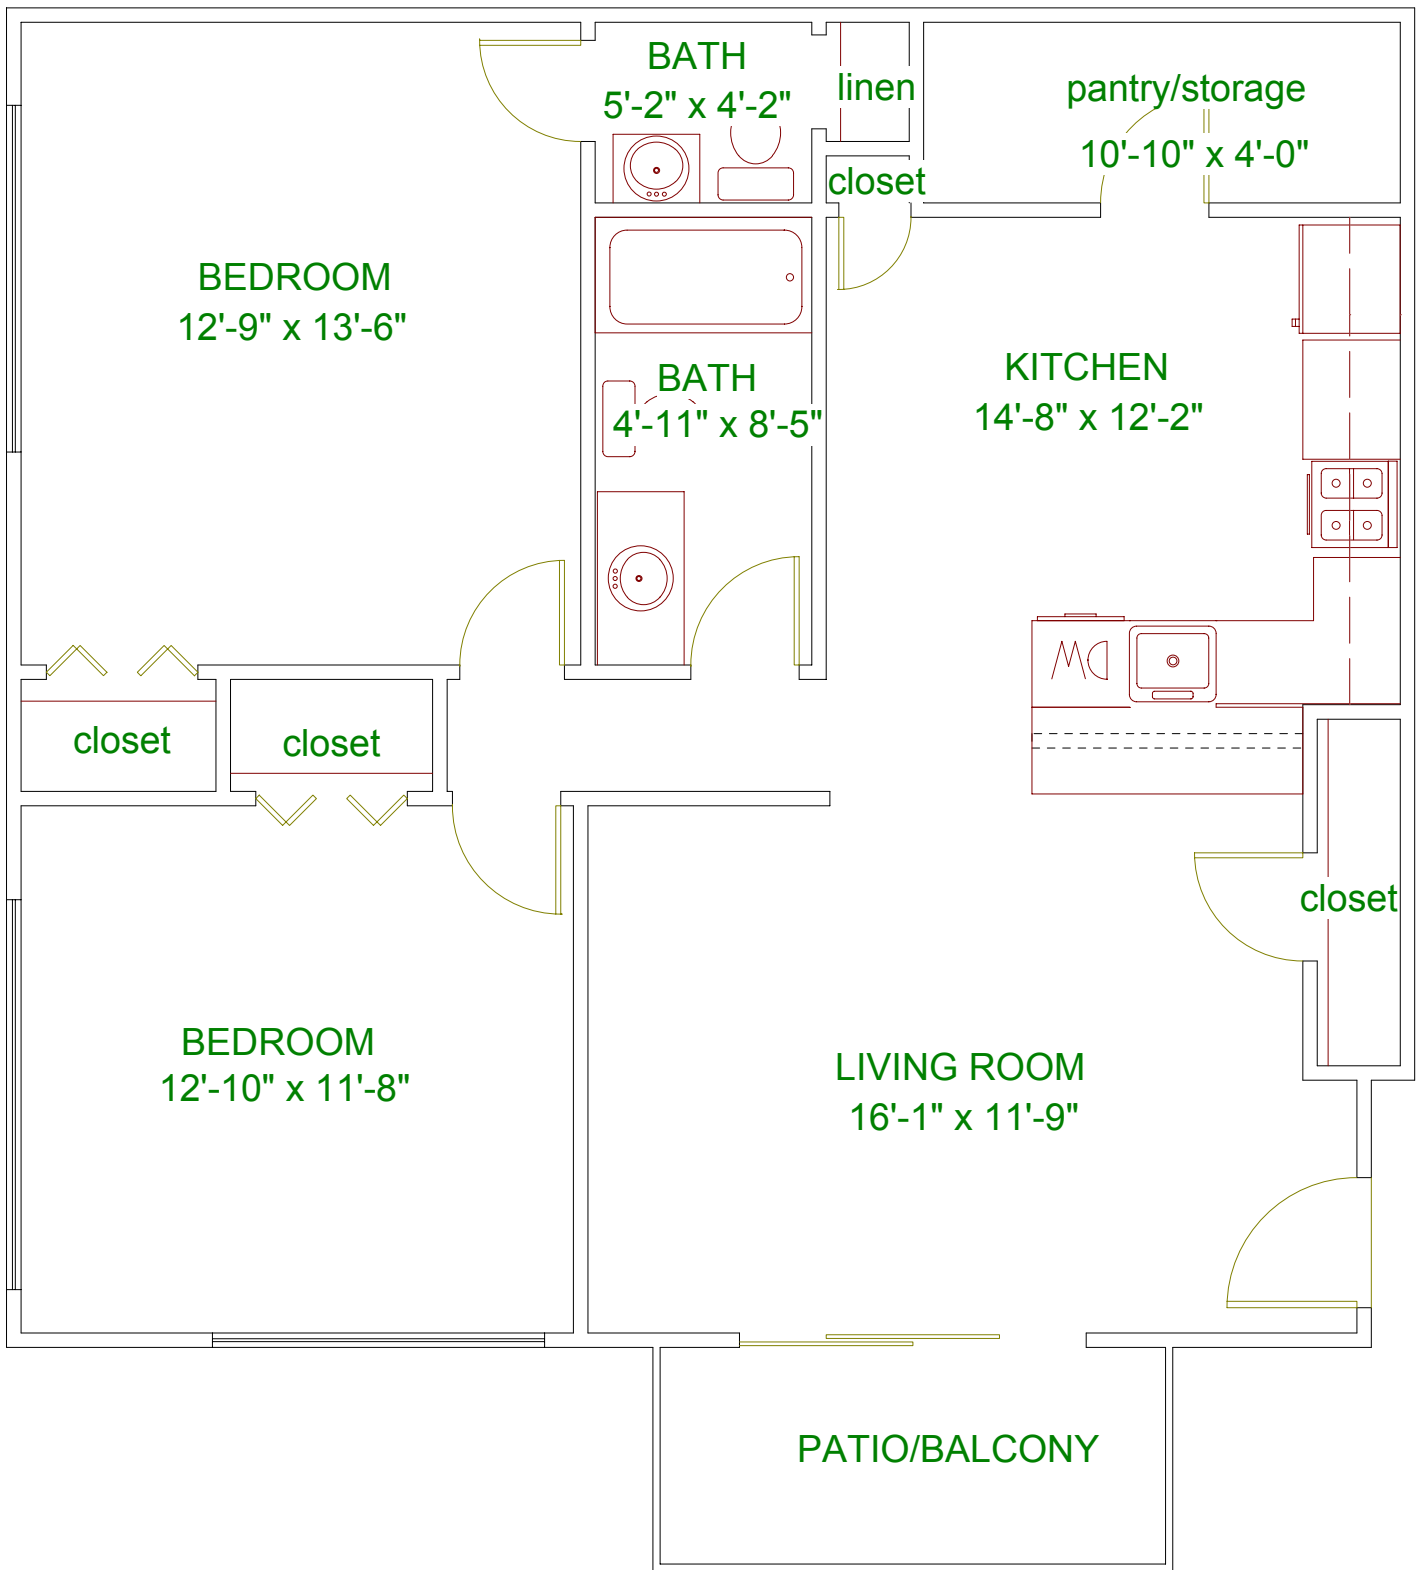 BATH
5'-2" x 4'-2"
linen
pantry/storage
10'-10" x 4'-0"
closet
BEDROOM
12'-9" x 13'-6"
BATH
4'-11" x 8'-5"
KITCHEN
14'-8" x 12'-2"
DW
closet
closet
closet
BEDROOM
12'-10" x 11'-8"
LIVING ROOM
16'-1" x 11'-9"
PATIO/BALCONY